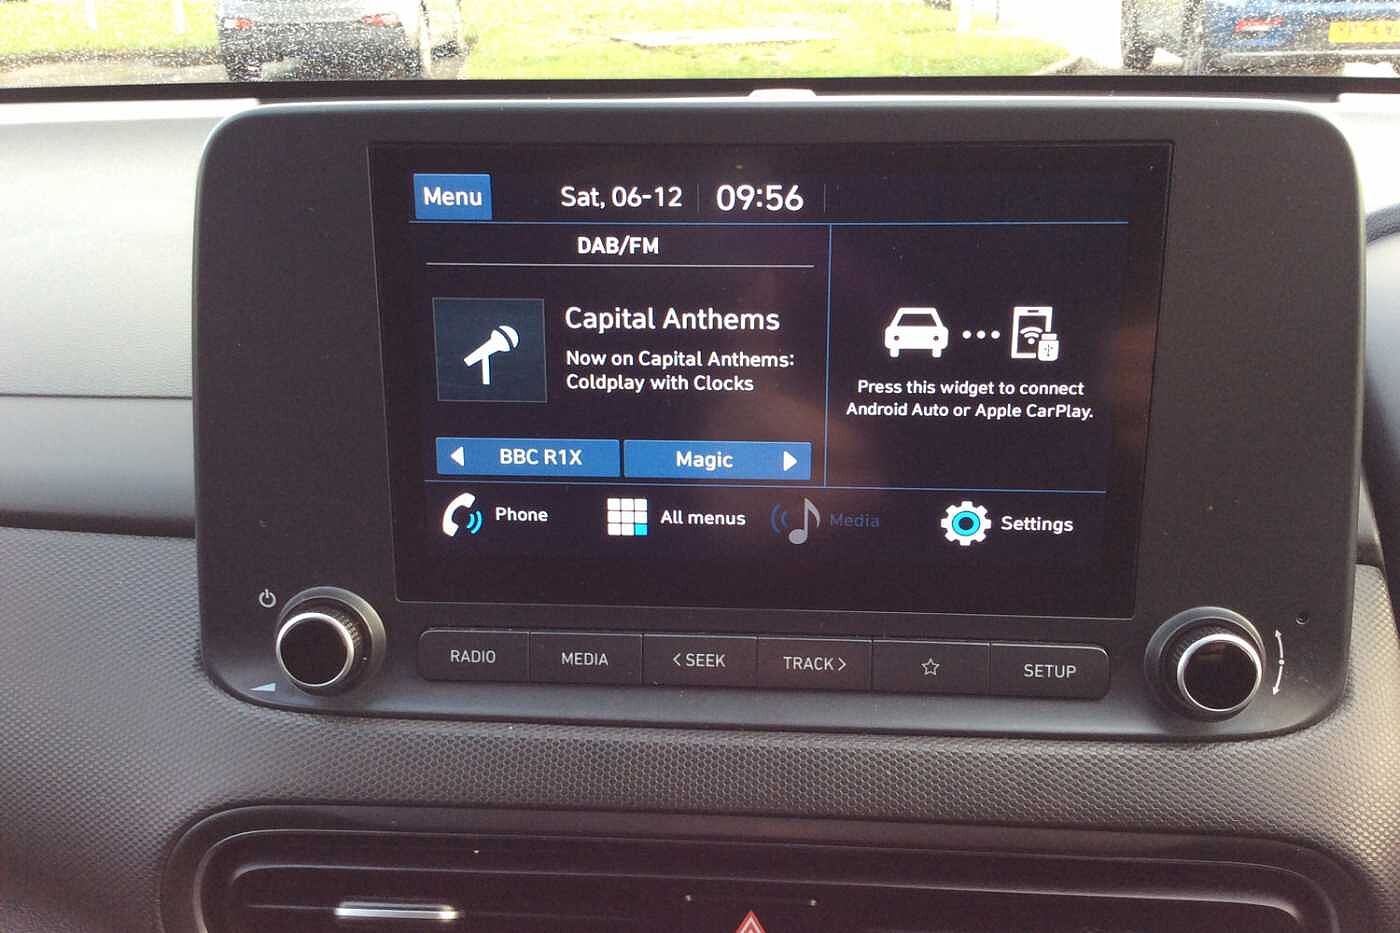 Menu
Sat, 06-12
09:56
DAB/FM
Capital Anthems
Now on Capital Anthems:
Coldplay with Clocks
BBC R1X
Magic
Press this widget to connect
Android Auto or Apple CarPlay.
Phone
All menus
Media
Settings
RADIO
MEDIA
< SEEK
TRACK >
SETUP